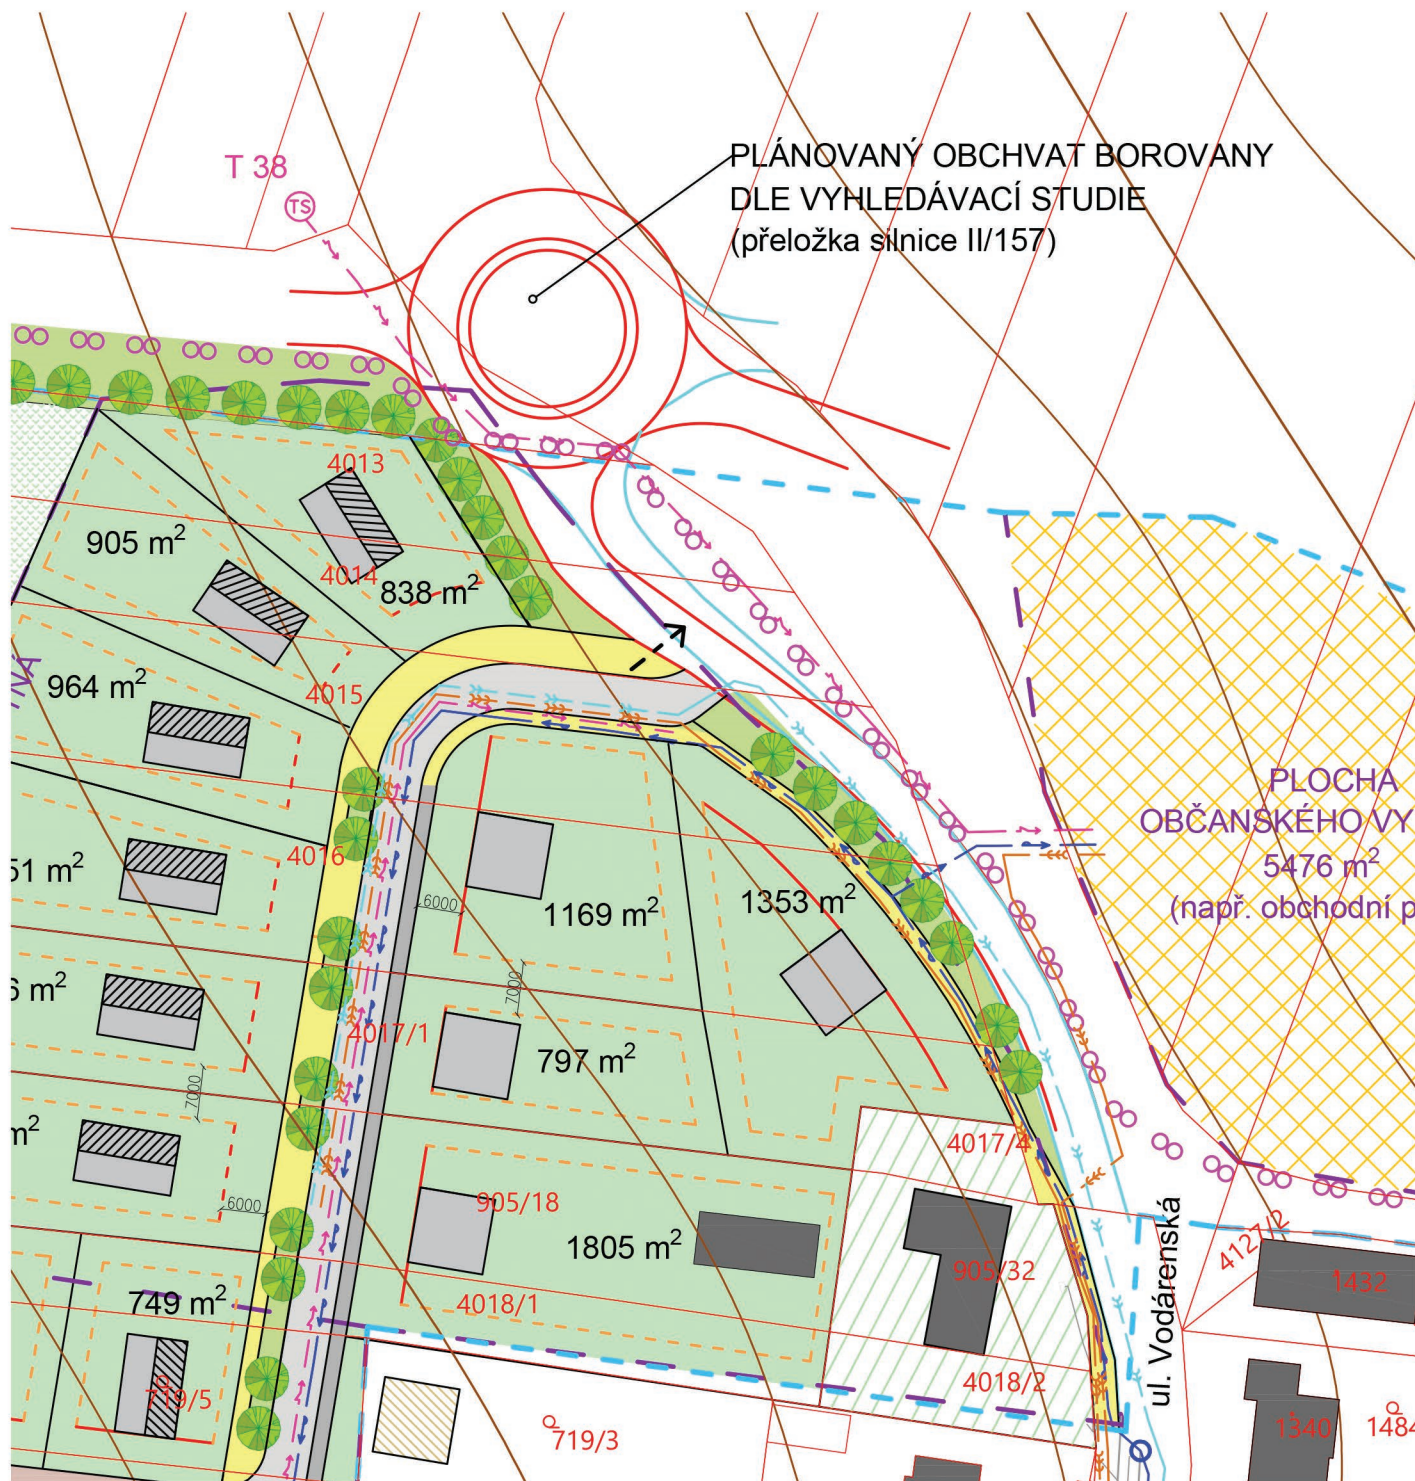 T 38
TS
PLÁNOVANÝ OBCHVAT BOROVANY
DLE VYHLEDÁVACÍ STUDIE
(přeložka silnice II/157)
4013
905 m²
4014
838 m²
964 m²
4015
PLOCHA
OBČANSKÉHO VY
5476 m²
(např. obchodní p
4016
51 m²
6000
1169 m²
1353 m²
6 m²
7000
4017/1
797 m²
7000
m²
4017/4
905/18
6000
1805 m²
ul. Vodárenská
4127/2
905/32
1432
749 m²
4018/1
4018/2
719/5
719/3
1340
1484